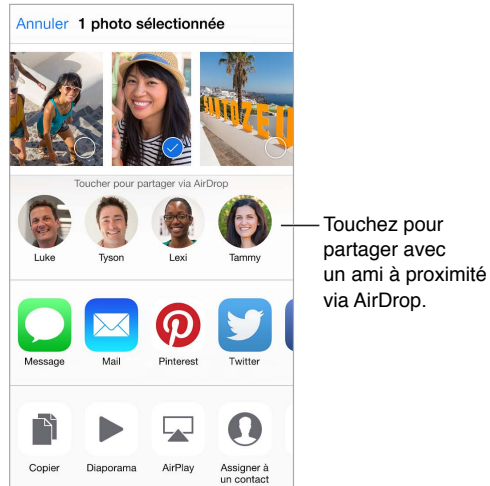 Annuler 1 photo sélectionnée
Toucher pour partager via AirDrop
Luke Tyson Lexi Tammy
Touchez pour
partager avec
un ami à proximité
via AirDrop.
Message Mail Pinterest Twitter
Copier Diaporama AirPlay Assigner à
un contact